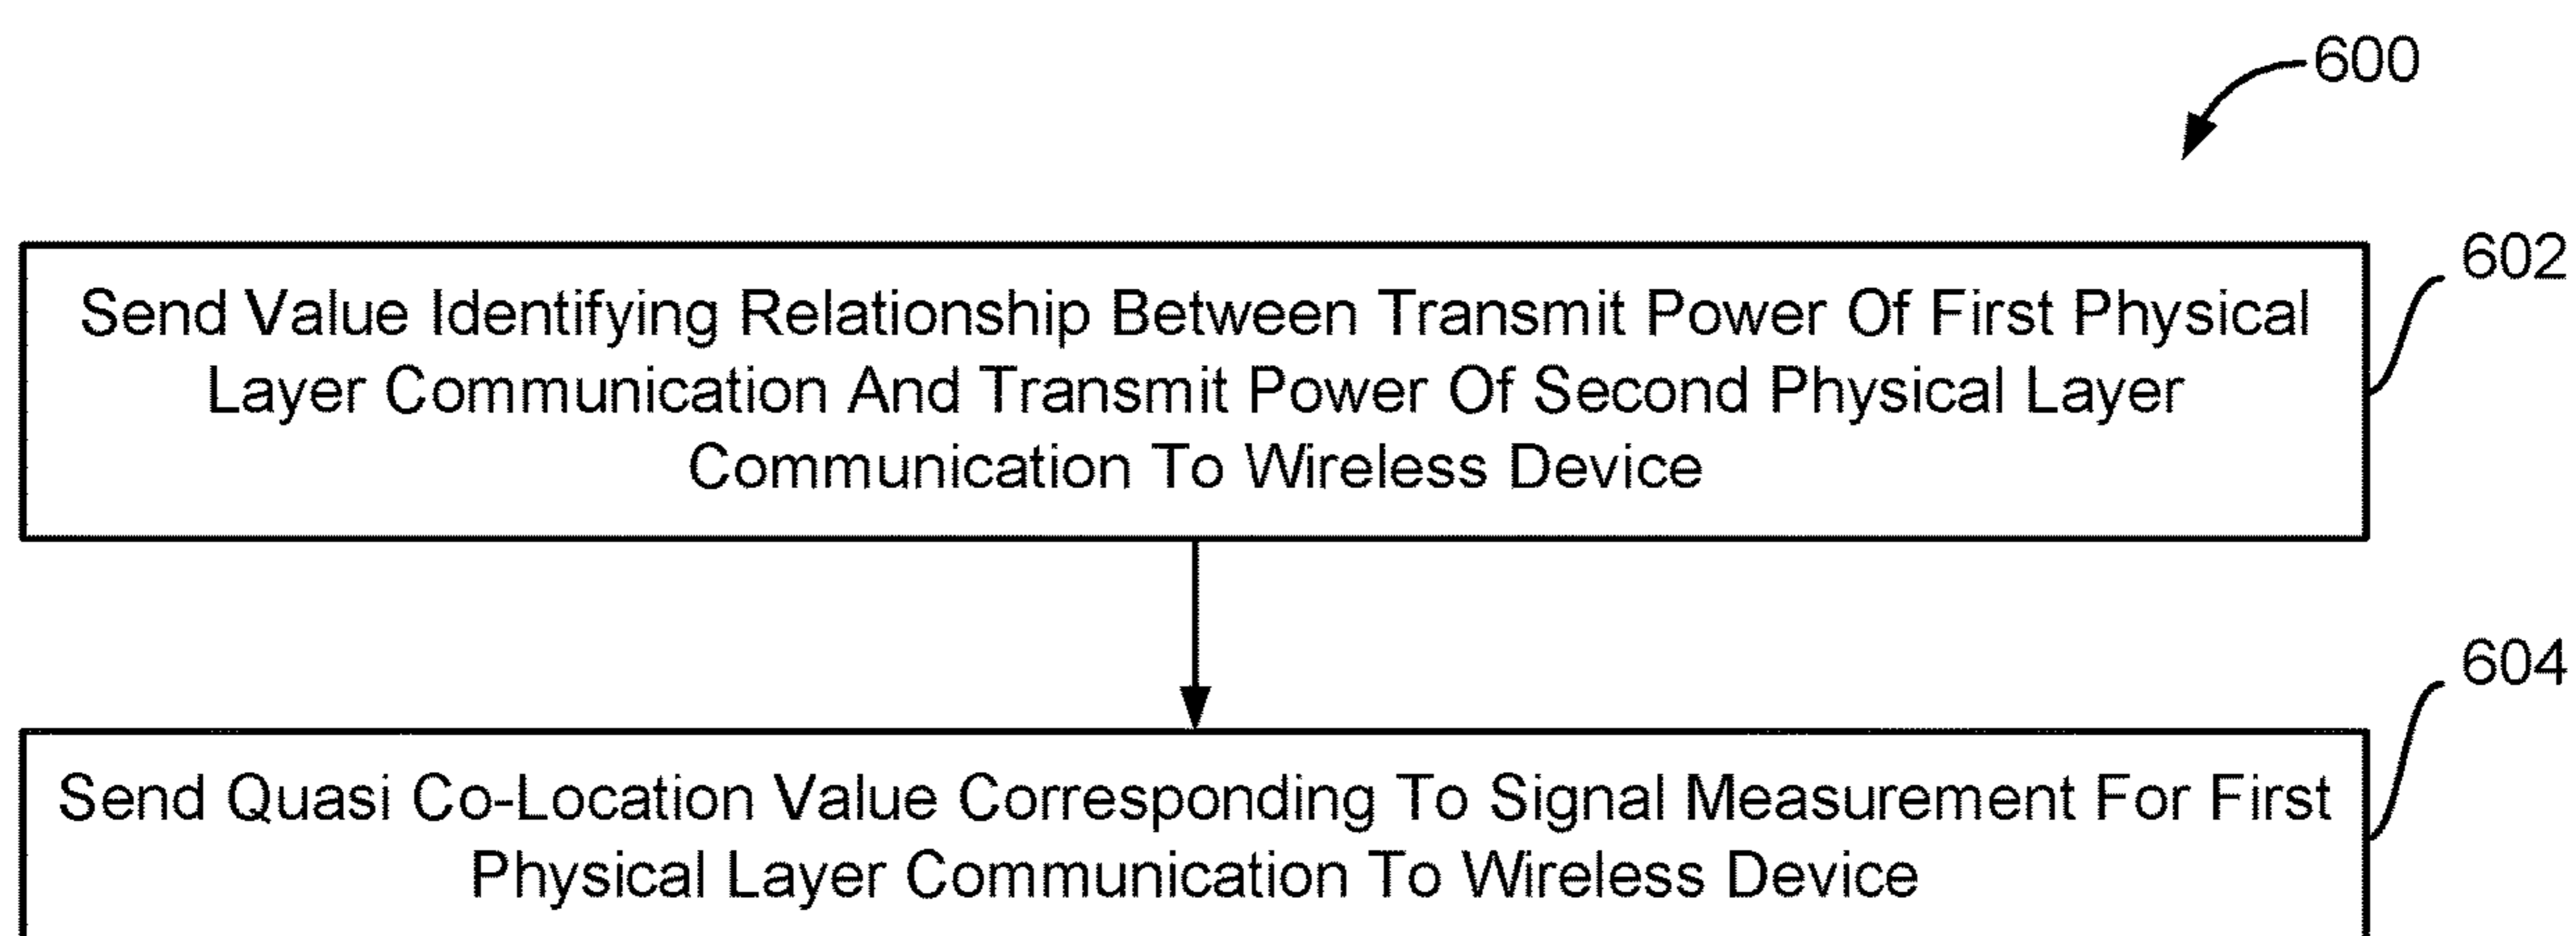 600
602
Send Value Identifying Relationship Between Transmit Power Of First Physical
Layer Communication And Transmit Power Of Second Physical Layer
Communication To Wireless Device
604
Send Quasi Co-Location Value Corresponding To Signal Measurement For First
Physical Layer Communication To Wireless Device